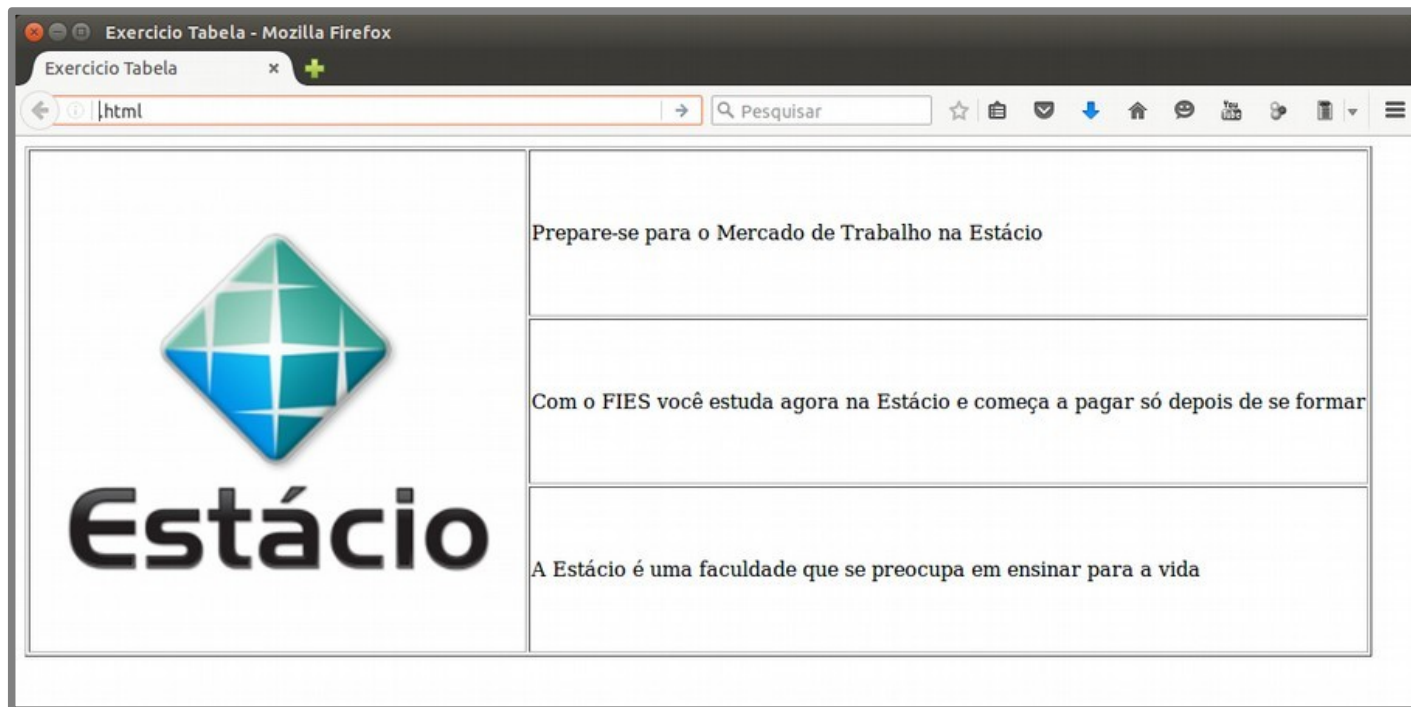 Exercicio Tabela - Mozilla Firefox
Exercicio Tabela
.html
Pesquisar
You
Tube
Prepare-se para o Mercado de Trabalho na Estácio
Com o FIES você estuda agora na Estácio e começa a pagar só depois de se formar
Estácio
A Estácio é uma faculdade que se preocupa em ensinar para a vida